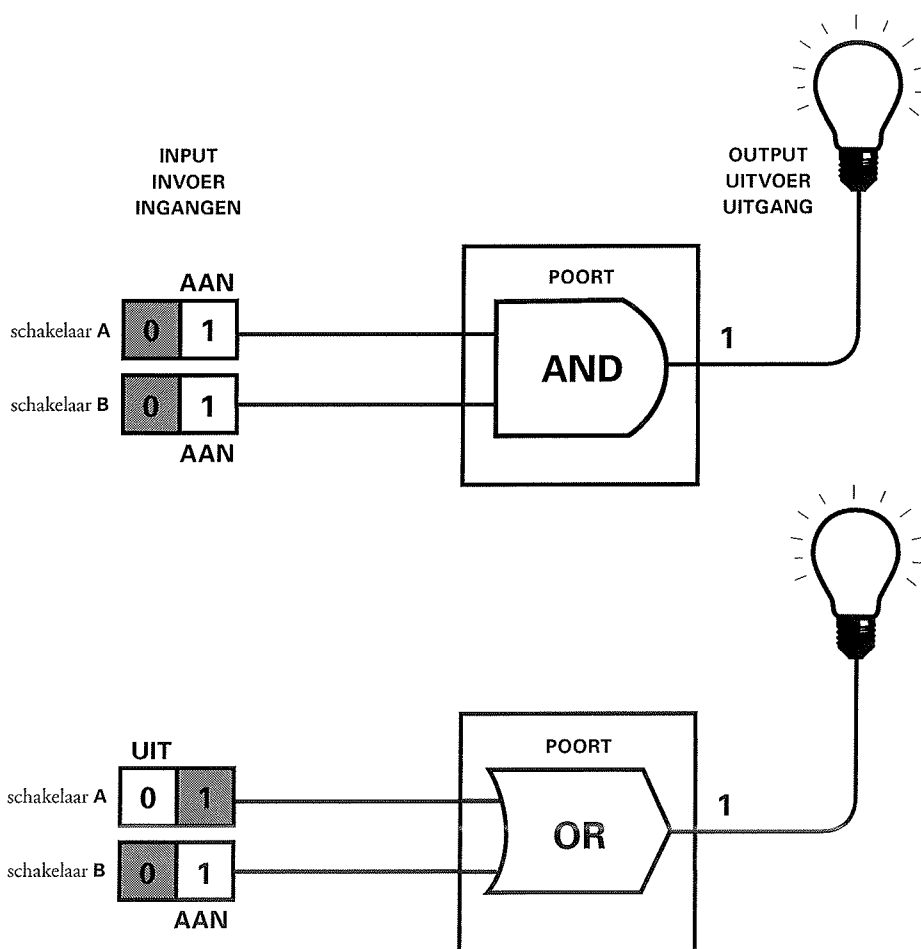 INPUT
INVOER
INGANGEN
OUTPUT
UITVOER
UITGANG
AAN
POORT
schakelaar A 0 1
AND
1
schakelaar B 0 1
AAN
UIT
POORT
schakelaar A 0 1
OR
1
schakelaar B 0 1
AAN